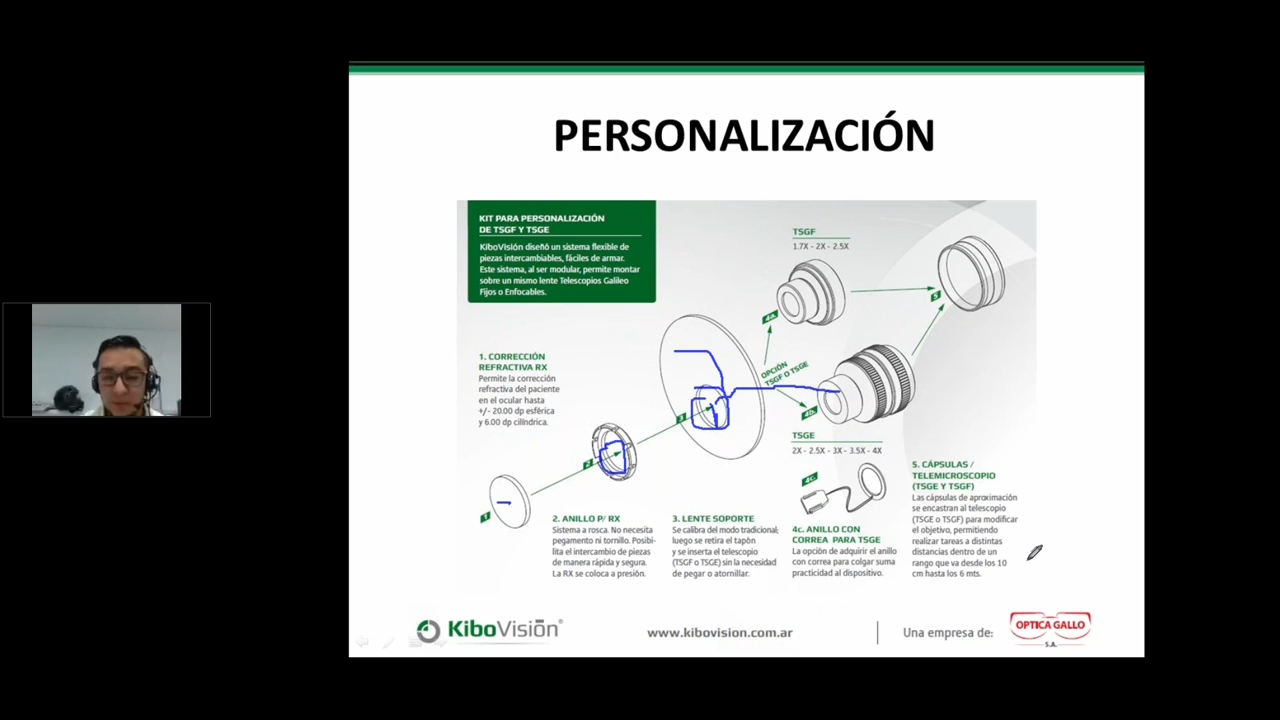 PERSONALIZACIÓN
KIT PARA PERSONALIZACIÓN
DE TSGF Y TSGE
KiboVisión diseñó un sistema flexible de
piezas intercambiables, fáciles de armar.
Este sistema, al ser modular, permite montar
sobre un mismo lente Telescopios Galileo
Fijos o Enfocables.
TSGF
1.7X - 2X - 2.5X
4a.
5
OPCIÓN
TSGF O TSGE
4b.
1. CORRECCIÓN
REFRACTIVA RX
Permite la corrección
refractiva del paciente
en el ocular hasta
+/- 20.00 dp esférica
y 6.00 dp cilíndrica.
3
2
1
TSGE
2X - 2.5X - 3X - 3.5X - 4X
4c.
2. ANILLO P/ RX
Sistema a rosca. No necesita
pegamento ni tornillo. Posibi-
lita el intercambio de piezas
de manera rápida y segura.
La RX se coloca a presión.
3. LENTE SOPORTE
Se calibra del modo tradicional;
luego se retira el tapón
y se inserta el telescopio
(TSGF o TSGE) sin la necesidad
de pegar o atornillar.
4c. ANILLO CON
CORREA PARA TSGE
La opción de adquirir el anillo
con correa para colgar suma
practicidad al dispositivo.
5. CÁPSULAS /
TELEMICROSCOPIO
(TSGE Y TSGF)
Las cápsulas de aproximación
se encastran al telescopio
(TSGE o TSGF) para modificar
el objetivo, permitiendo
realizar tareas a distintas
distancias dentro de un
rango que va desde los 10
cm hasta los 6 mts.
KiboVisión®
www.kibovision.com.ar
Una empresa de:
OPTICA GALLO
S.A.